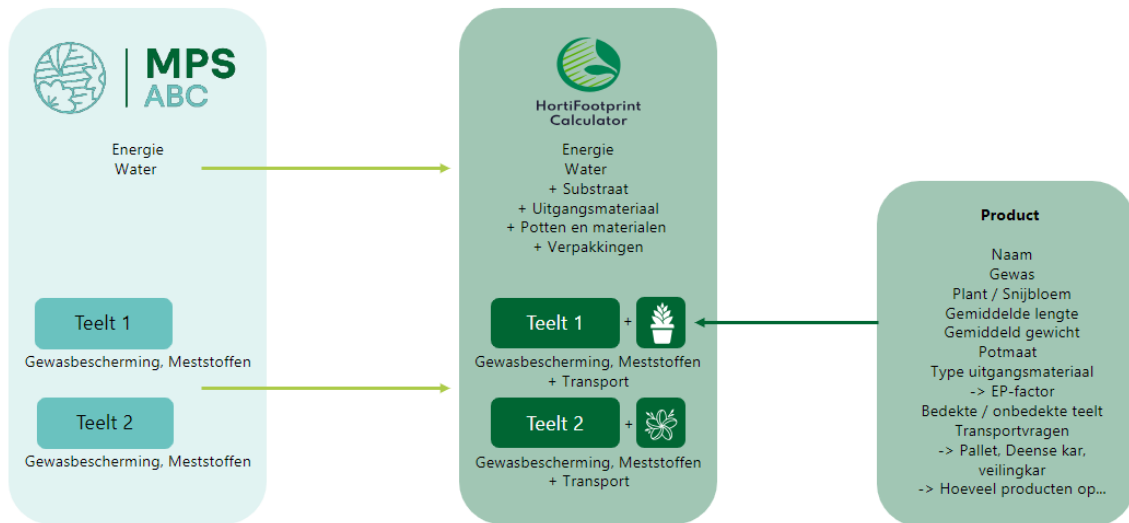 MPS
ABC
Energie
Water
Teelt 1
Gewasbescherming, Meststoffen
Teelt 2
Gewasbescherming, Meststoffen
HortiFootprint
Calculator
Energie
Water
+ Substraat
+ Uitgangsmateriaal
+ Potten en materialen
+ Verpakkingen
Teelt 1 +
Gewasbescherming, Meststoffen
+ Transport
Teelt 2 +
Gewasbescherming, Meststoffen
+ Transport
Product
Naam
Gewas
Plant / Snijbloem
Gemiddelde lengte
Gemiddeld gewicht
Potmaat
Type uitgangsmateriaal
-> EP-factor
Bedekte / onbedekte teelt
Transportvragen
-> Pallet, Deense kar,
veilingkar
-> Hoeveel producten op...